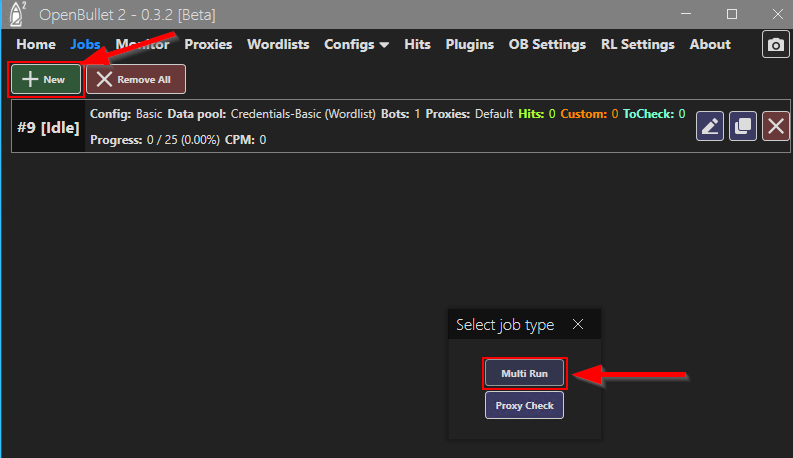 2
OpenBullet 2 - 0.3.2 [Beta]
Home Jobs Monitor Proxies Wordlists Configs Hits Plugins OB Settings RL Settings About
New Remove All
#9 [Idle] Config: Basic Data pool: Credentials-Basic (Wordlist) Bots: 1 Proxies: Default Hits: 0 Custom: 0 ToCheck: 0
Progress: 0 / 25 (0.00%) CPM: 0
Select job type
Multi Run
Proxy Check